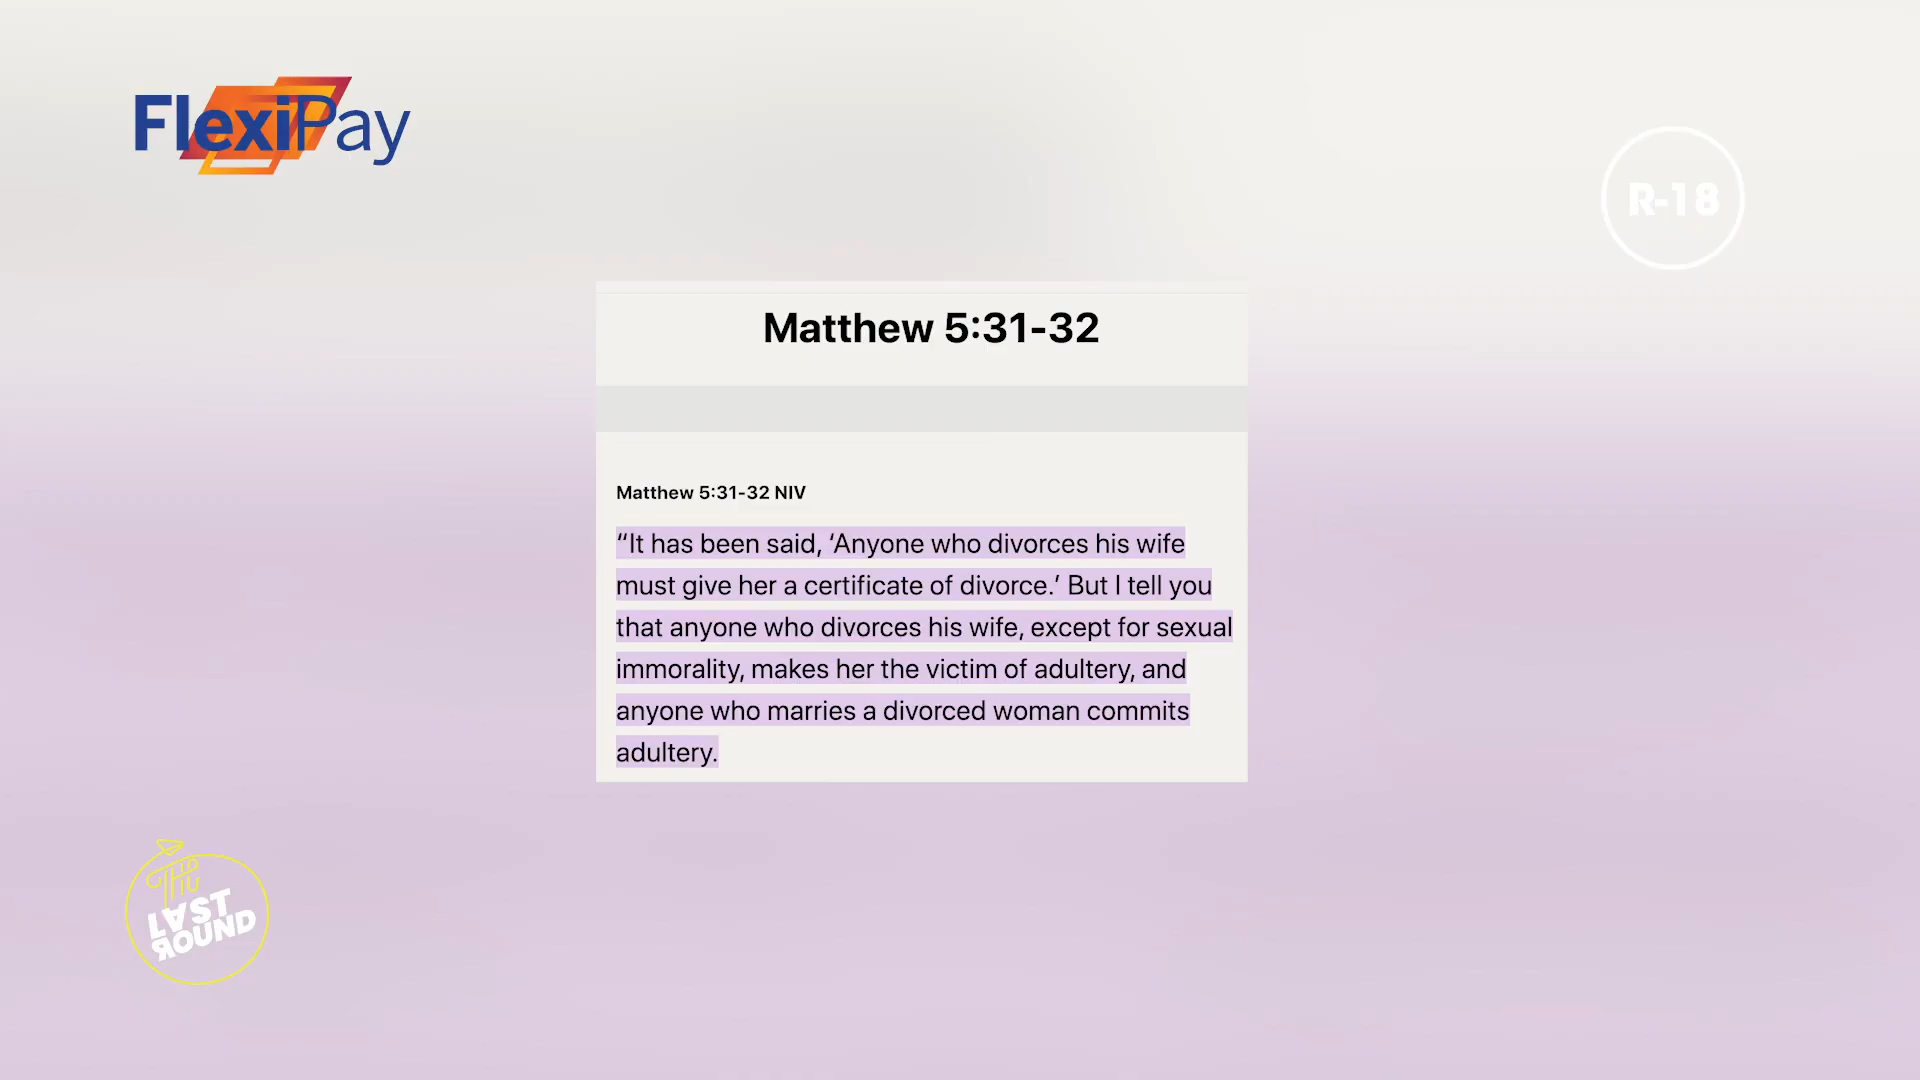 FlexiPay
R-18
Matthew 5:31-32
Matthew 5:31-32 NIV
“It has been said, ‘Anyone who divorces his wife
must give her a certificate of divorce.’ But I tell you
that anyone who divorces his wife, except for sexual
immorality, makes her the victim of adultery, and
anyone who marries a divorced woman commits
adultery.
LAST
ROUND